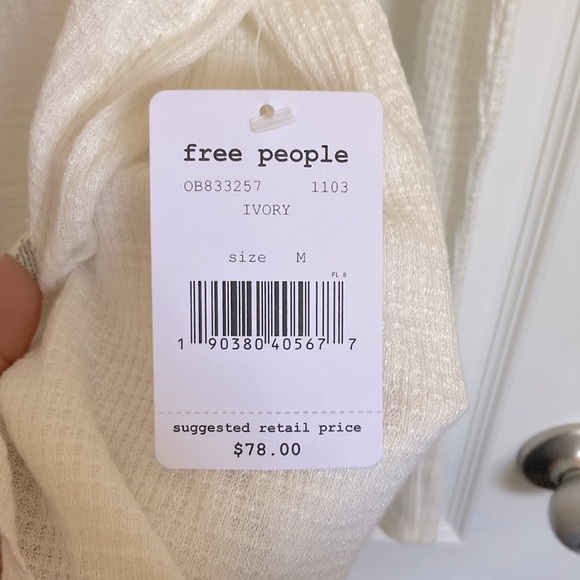 free people
OB833257 1103
IVORY
size M
FL 8
1 90380 40567 7
suggested retail price
$78.00